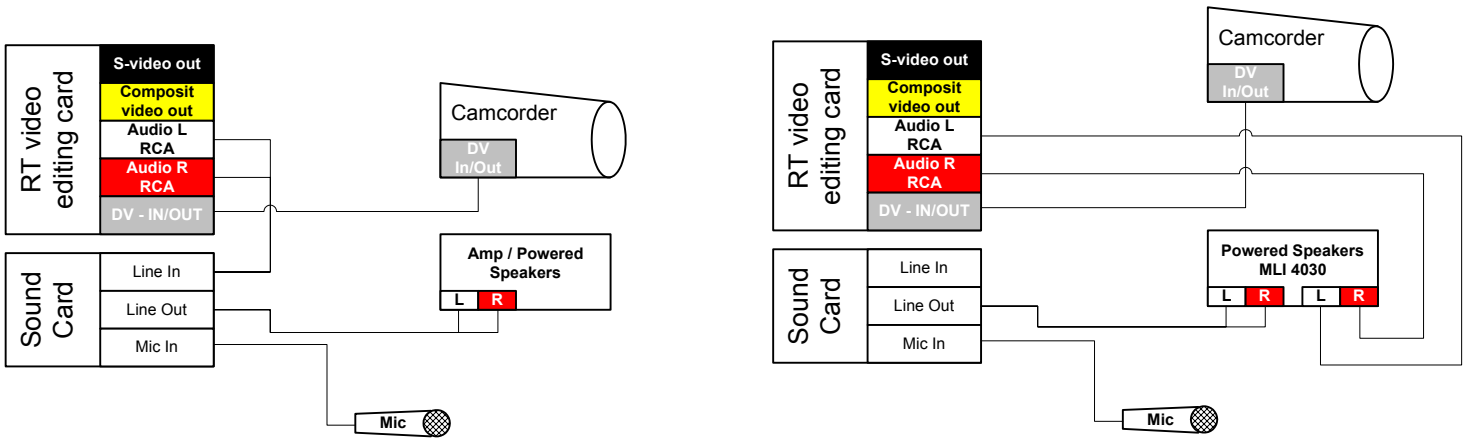 RT video
editing card
S-video out
Composit
video out
Audio L
RCA
Audio R
RCA
DV - IN/OUT
Camcorder
DV
In/Out
Sound
Card
Line In
Line Out
Mic In
Amp / Powered
Speakers
L R
Mic
RT video
editing card
S-video out
Composit
video out
Audio L
RCA
Audio R
RCA
DV - IN/OUT
Camcorder
DV
In/Out
Sound
Card
Line In
Line Out
Mic In
Powered Speakers
MLI 4030
L R L R
Mic